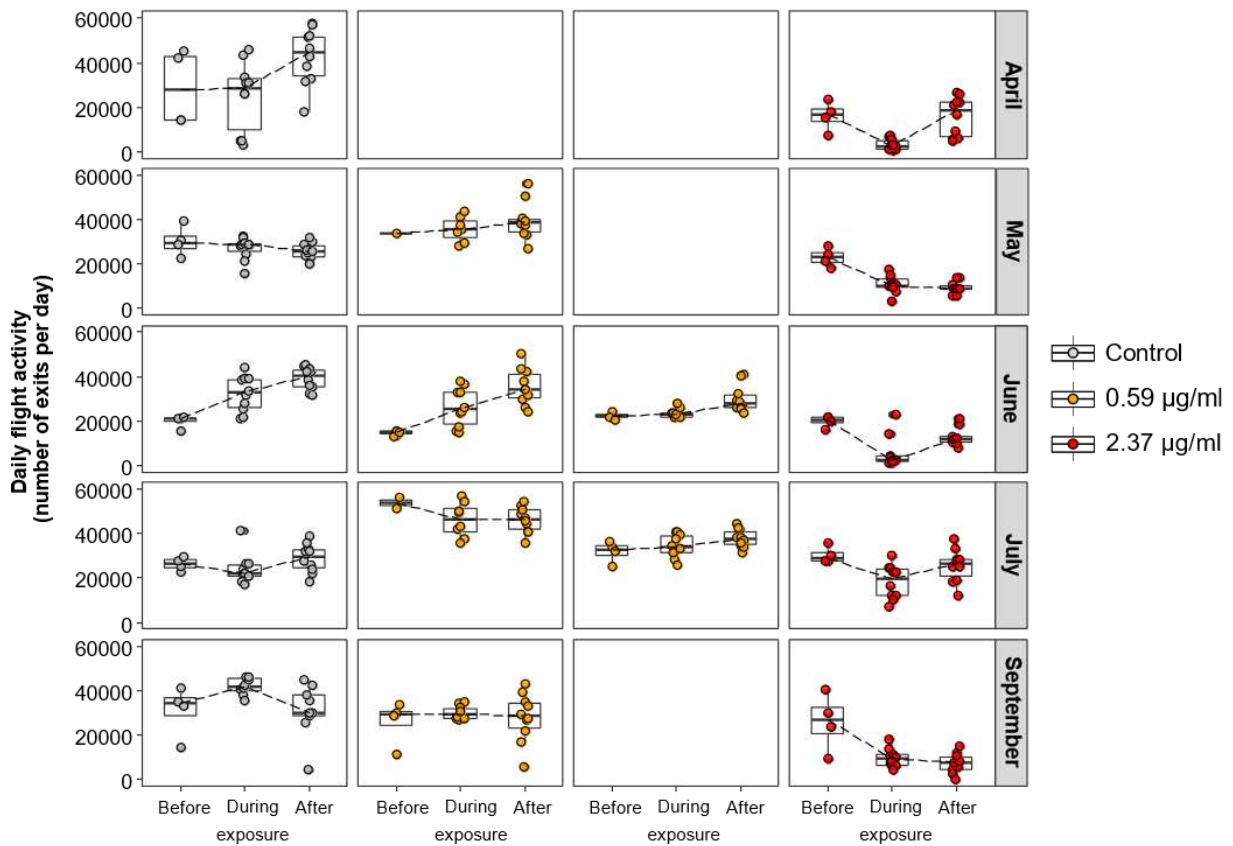 60000
40000
20000
0
April
60000
40000
20000
0
May
60000
40000
20000
0
June
60000
40000
20000
0
July
60000
40000
20000
0
September
Daily flight activity
(number of exits per day)
Before During After
exposure
Before During After
exposure
Before During After
exposure
Before During After
exposure
Control
0.59 µg/ml
2.37 µg/ml